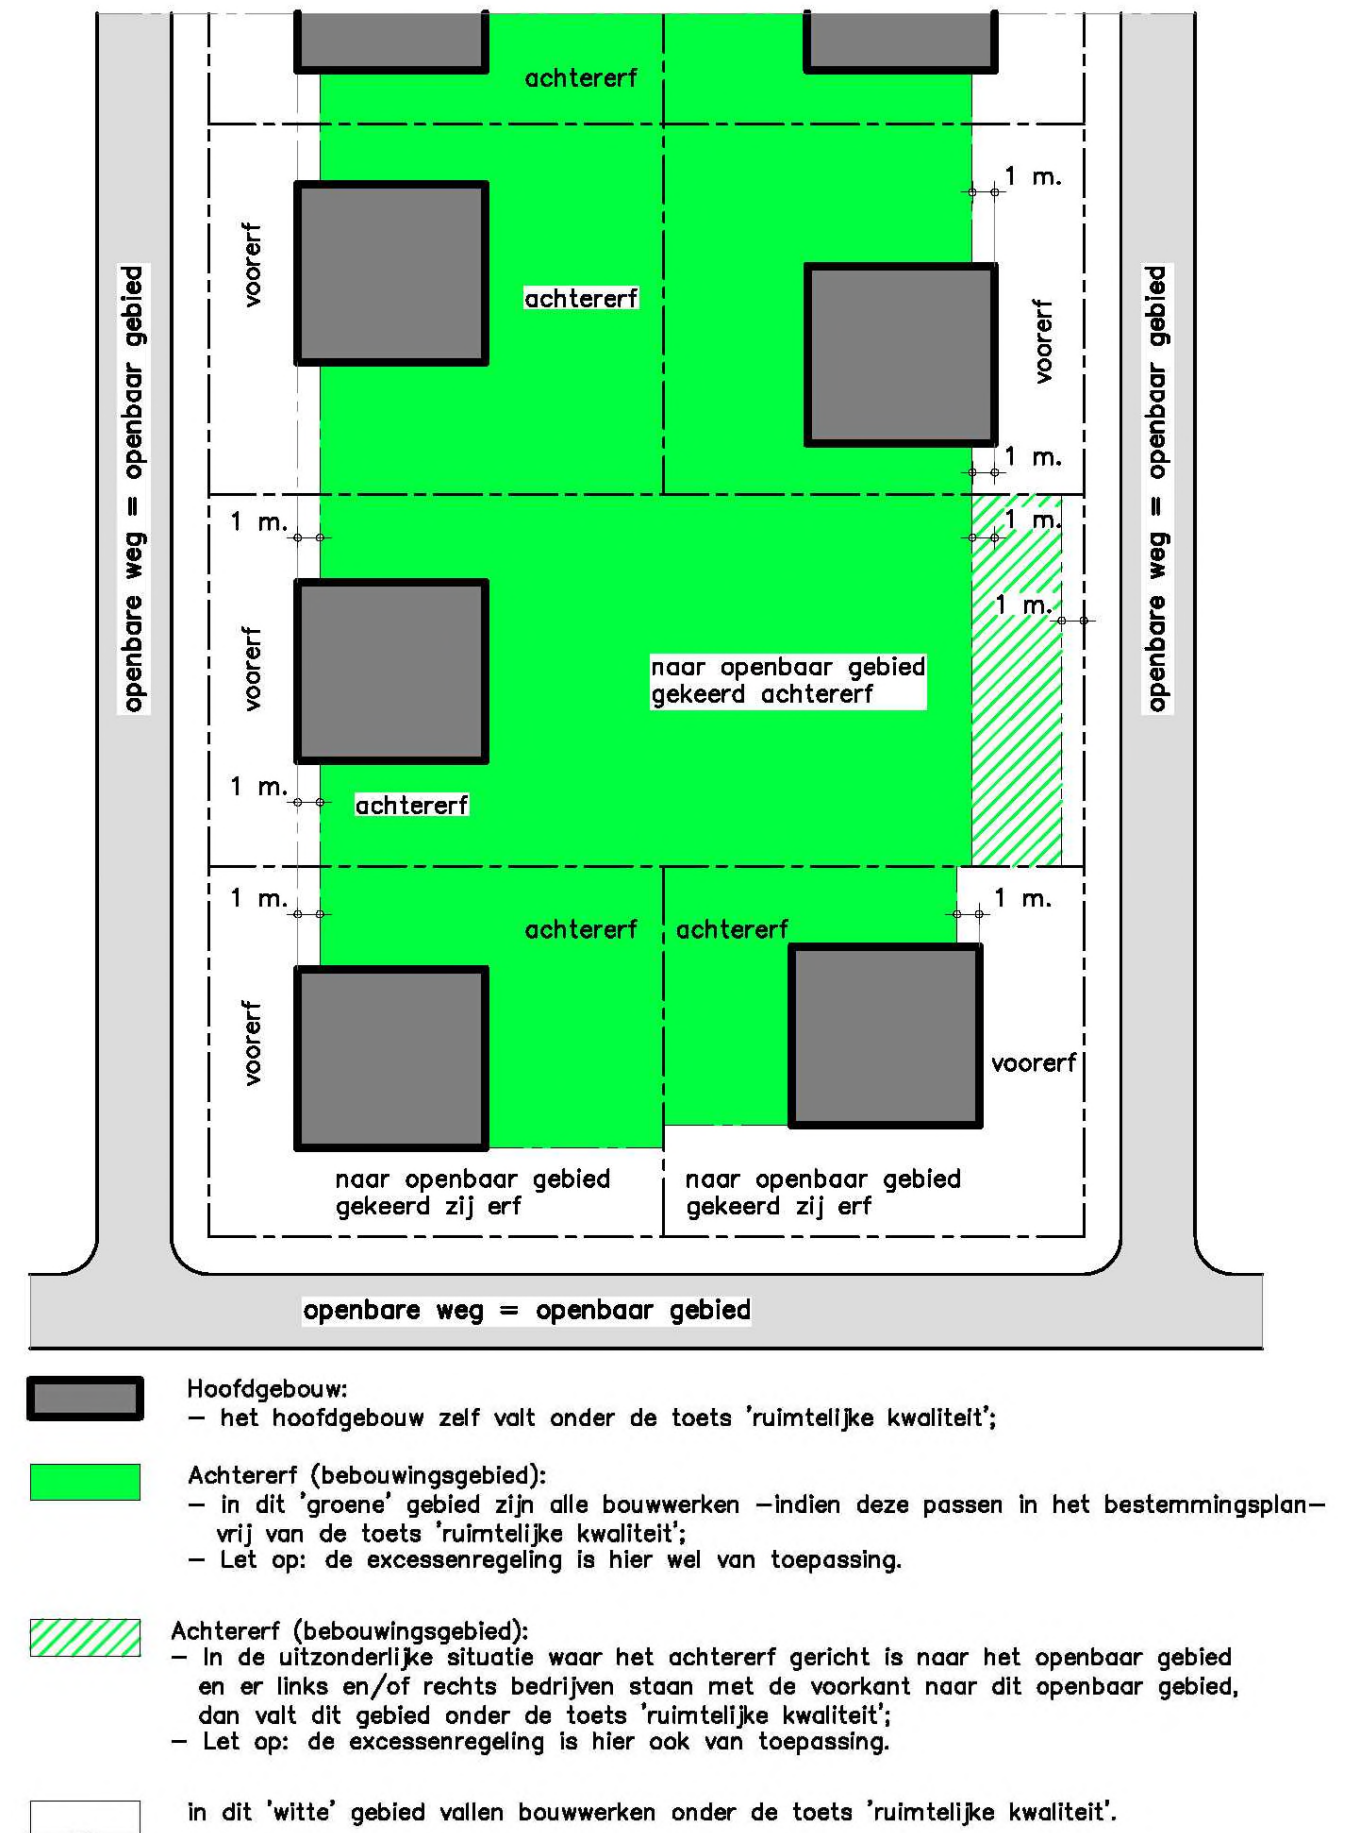 achtererf
1 m.
voorerf
achtererf
voorerf
openbare weg = openbaar gebied
openbare weg = openbaar gebied
1 m.
1 m.
1 m.
1 m.
voorerf
naar openbaar gebied
gekeerd achtererf
1 m.
achtererf
1 m.
1 m.
achtererf
achtererf
voorerf
voorerf
naar openbaar gebied
gekeerd zij erf
naar openbaar gebied
gekeerd zij erf
openbare weg = openbaar gebied
Hoofdgebouw:
– het hoofdgebouw zelf valt onder de toets 'ruimtelijke kwaliteit';
Achtererf (bebouwingsgebied):
– in dit 'groene' gebied zijn alle bouwwerken –indien deze passen in het bestemmingsplan–
vrij van de toets 'ruimtelijke kwaliteit';
– Let op: de excessenregeling is hier wel van toepassing.
Achtererf (bebouwingsgebied):
– In de uitzonderlijke situatie waar het achtererf gericht is naar het openbaar gebied
en er links en/of rechts bedrijven staan met de voorkant naar dit openbaar gebied,
dan valt dit gebied onder de toets 'ruimtelijke kwaliteit';
– Let op: de excessenregeling is hier ook van toepassing.
in dit 'witte' gebied vallen bouwwerken onder de toets 'ruimtelijke kwaliteit'.